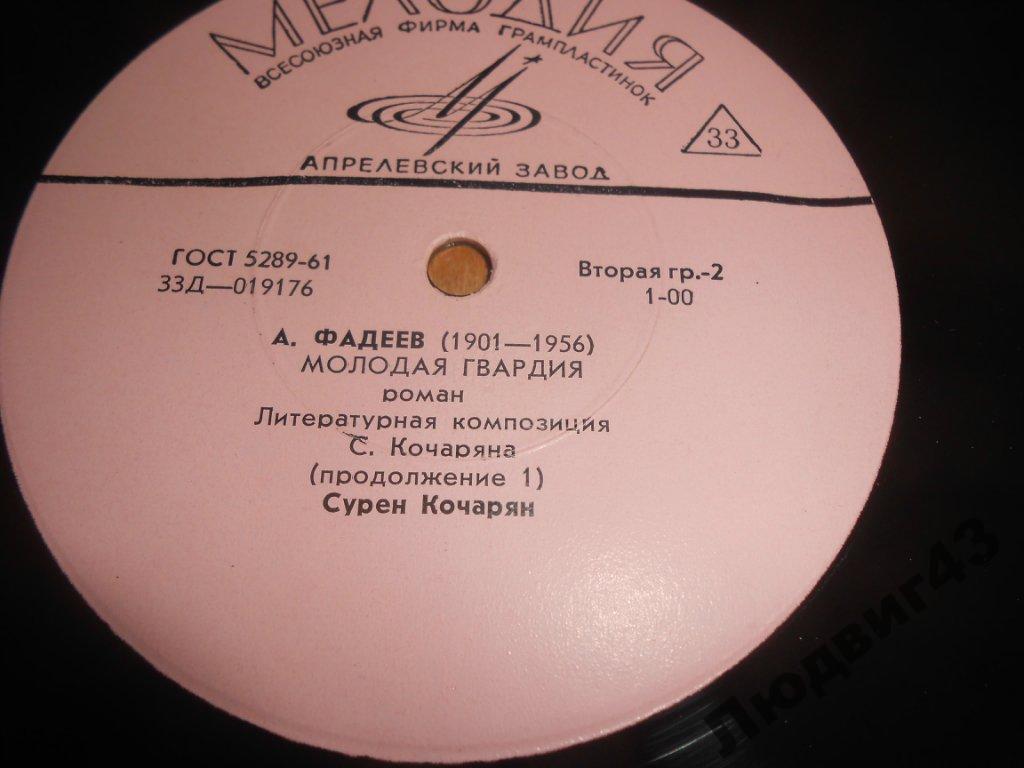 МЕЛОДИЯ
ВСЕСОЮЗНАЯ ФИРМА ГРАМПЛАСТИНОК
33
АПРЕЛЕВСКИЙ ЗАВОД
ГОСТ 5289-61
33Д—019176
Вторая гр.-2
1-00
А. ФАДЕЕВ (1901—1956)
МОЛОДАЯ ГВАРДИЯ
роман
Литературная композиция
С. Кочаряна
(продолжение 1)
Сурен Кочарян
Людвиг43